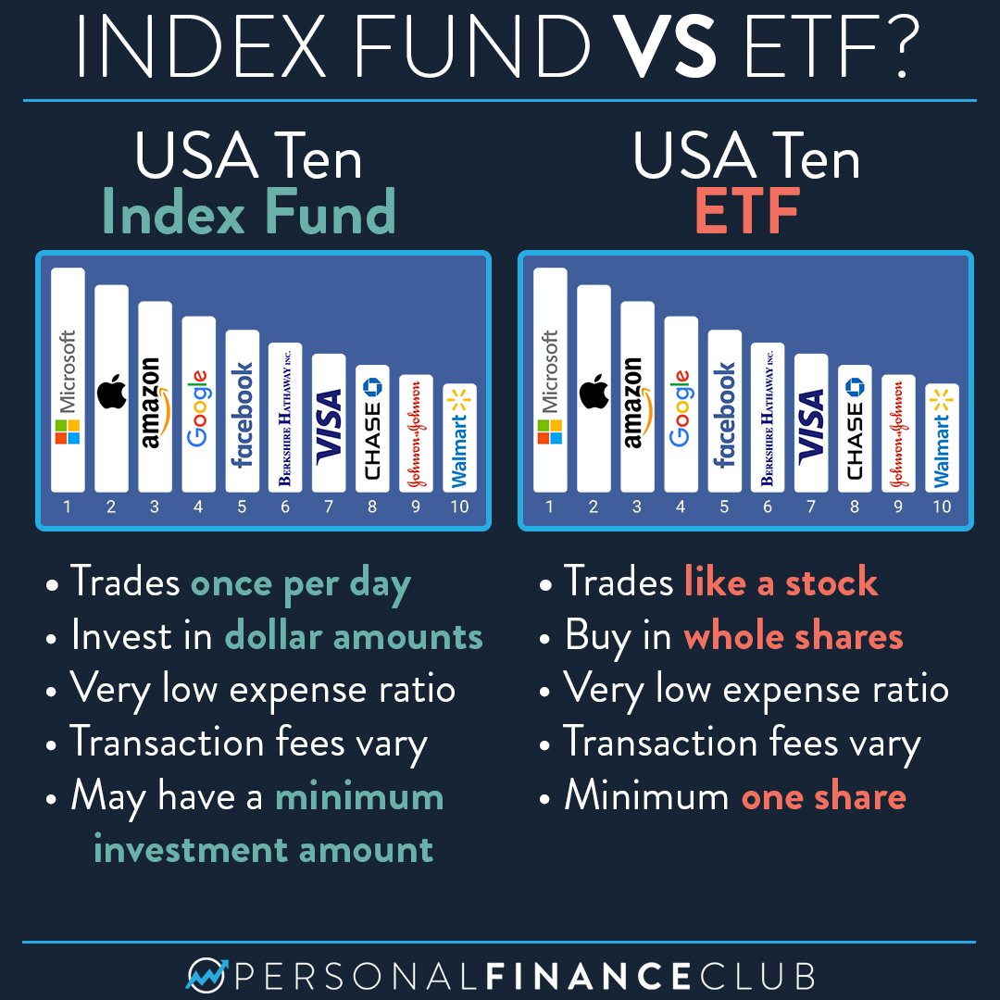 INDEX FUND VS ETF?
USA Ten
Index Fund
Microsoft
amazon
Google
facebook
BERKSHIRE HATHAWAY INC.
VISA
CHASE
Johnson & Johnson
Walmart
1 2 3 4 5 6 7 8 9 10
• Trades once per day
• Invest in dollar amounts
• Very low expense ratio
• Transaction fees vary
• May have a minimum
investment amount
USA Ten
ETF
Microsoft
amazon
Google
facebook
BERKSHIRE HATHAWAY INC.
VISA
CHASE
Johnson & Johnson
Walmart
1 2 3 4 5 6 7 8 9 10
• Trades like a stock
• Buy in whole shares
• Very low expense ratio
• Transaction fees vary
• Minimum one share
PERSONALFINANCECLUB